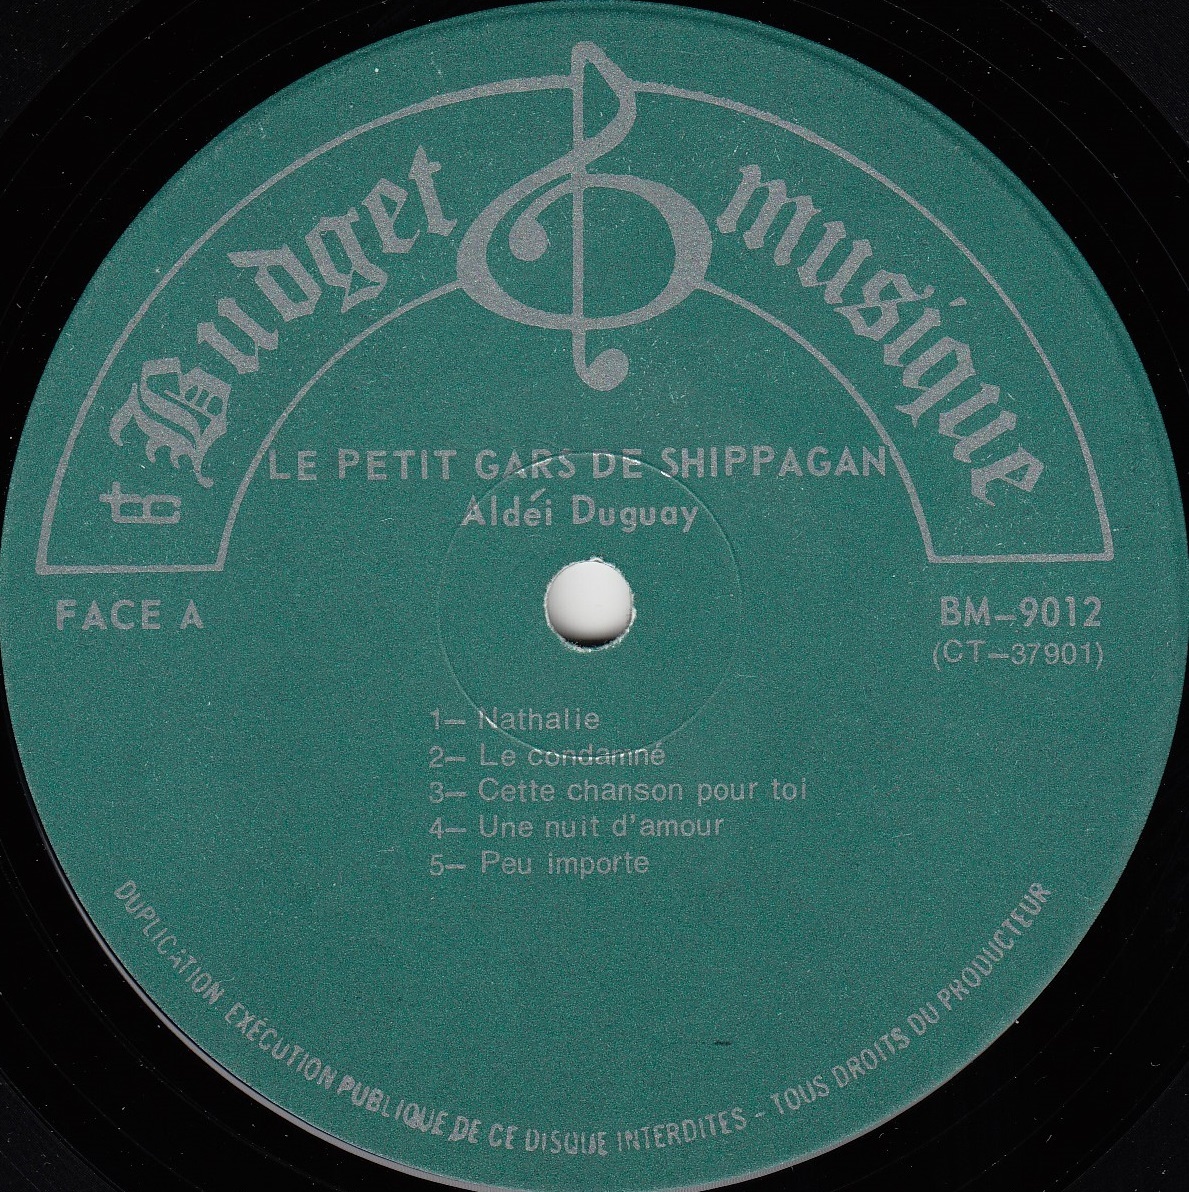 Budget musique
LE PETIT GARS DE SHIPPAGAN
Aldéi Duguay
FACE A
BM-9012
(CT-37901)
1- Nathalie
2- Le condamné
3- Cette chanson pour toi
4- Une nuit d'amour
5- Peu importe
DUPLICATION EXÉCUTION PUBLIQUE DE CE DISQUE INTERDITES - TOUS DROITS DU PRODUCTEUR